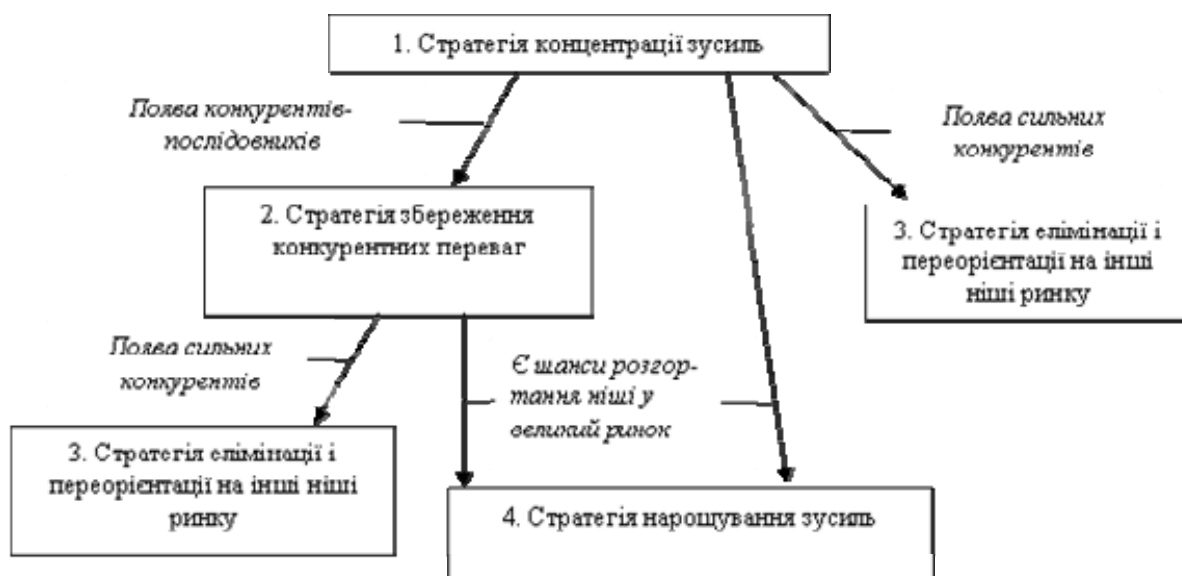 1. Стратегія концентрації зусиль
Поява конкурентів-
послідовників
Поява сильних
конкурентів
2. Стратегія збереження
конкурентних переваг
3. Стратегія елімінації і
переорієнтації на інші
ніші ринку
Поява сильних
конкурентів
Є шанси розгор-
тання ніші у
великий ринок
3. Стратегія елімінації і
переорієнтації на інші ніші
ринку
4. Стратегія нарощування зусиль